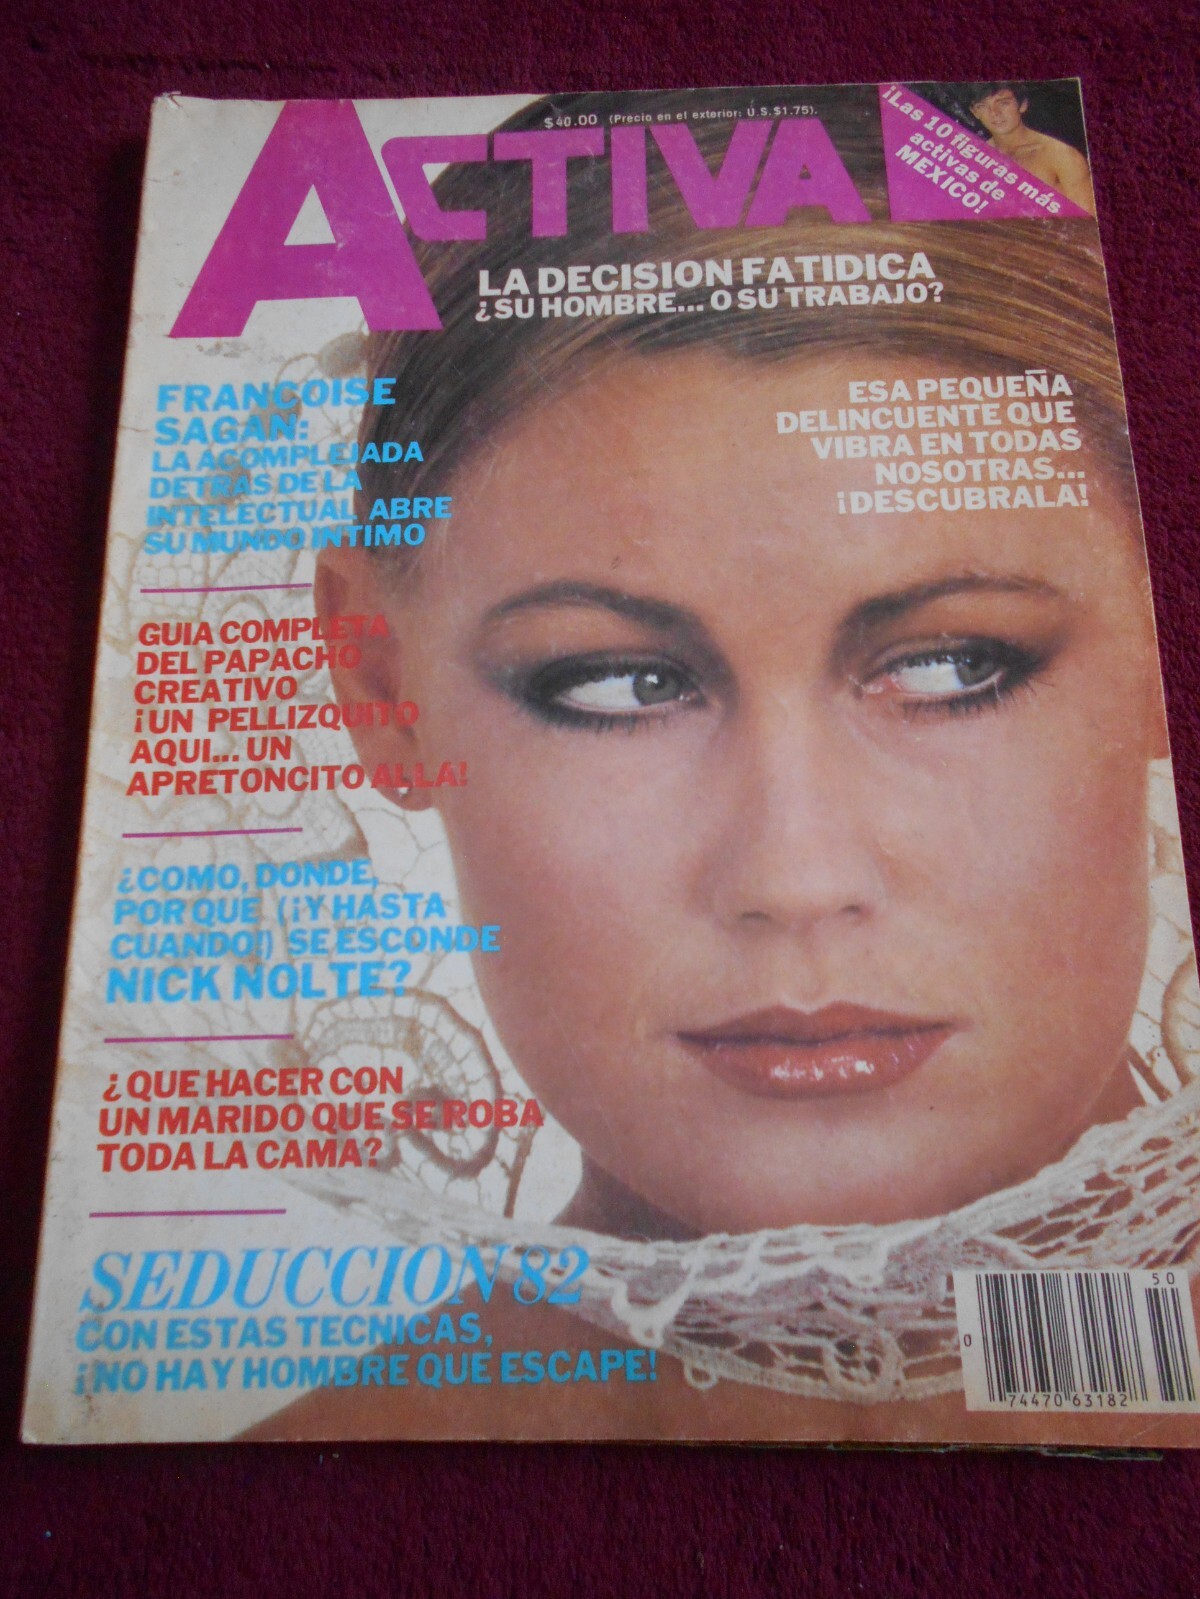 $40.00 (Precio en el exterior: U.S.$1.75).
ACTIVA
¡Las 10 figuras más
activas de
MEXICO!
LA DECISION FATIDICA
¿SU HOMBRE... O SU TRABAJO?
FRANCOISE
SAGAN:
LA ACOMPLEJADA
DETRAS DE LA
INTELECTUAL ABRE
SU MUNDO INTIMO
ESA PEQUEÑA
DELINCUENTE QUE
VIBRA EN TODAS
NOSOTRAS...
¡DESCUBRALA!
GUIA COMPLETA
DEL PAPACHO
CREATIVO
¡UN PELLIZQUITO
AQUI... UN
APRETONCITO ALLA!
¿COMO, DONDE,
POR QUE (¡Y HASTA
CUANDO!) SE ESCONDE
NICK NOLTE?
¿QUE HACER CON
UN MARIDO QUE SE ROBA
TODA LA CAMA?
SEDUCCION 82
CON ESTAS TECNICAS,
¡NO HAY HOMBRE QUE ESCAPE!
50
0
74470 63182